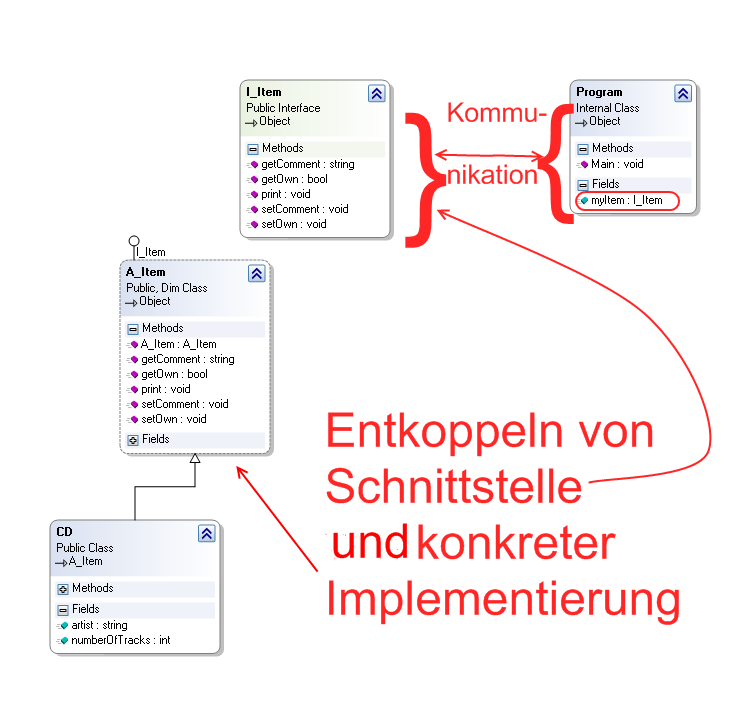 I_Item
Public Interface
Object
Methods
getComment : string
getOwn : bool
print : void
setComment : void
setOwn : void
Kommu-
nikation
Program
Internal Class
Object
Methods
Main : void
Fields
myItem : I_Item
I_Item
A_Item
Public, Dim Class
Object
Methods
A_Item : A_Item
getComment : string
getOwn : bool
print : void
setComment : void
setOwn : void
Fields
Entkoppeln von
Schnittstelle
und konkreter
Implementierung
CD
Public Class
A_Item
Methods
Fields
artist : string
numberOfTracks : int